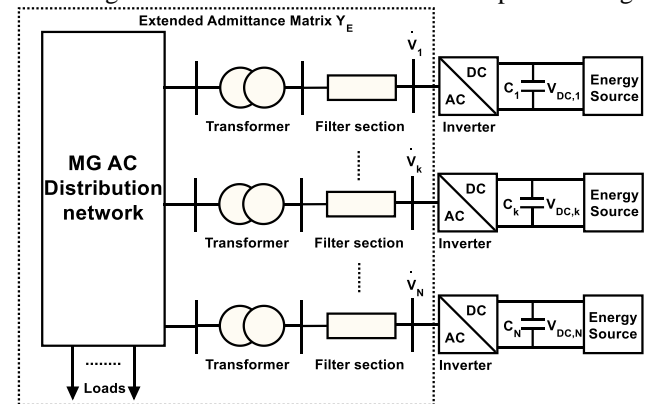 Extended Admittance Matrix Y_E
V̇_1
DC
AC
C_1
V_DC,1
Energy
Source
Transformer
Filter section
Inverter
MG AC
Distribution
network
V̇_k
DC
AC
C_k
V_DC,k
Energy
Source
Transformer
Filter section
Inverter
V̇_N
DC
AC
C_N
V_DC,N
Energy
Source
Transformer
Filter section
Inverter
Loads